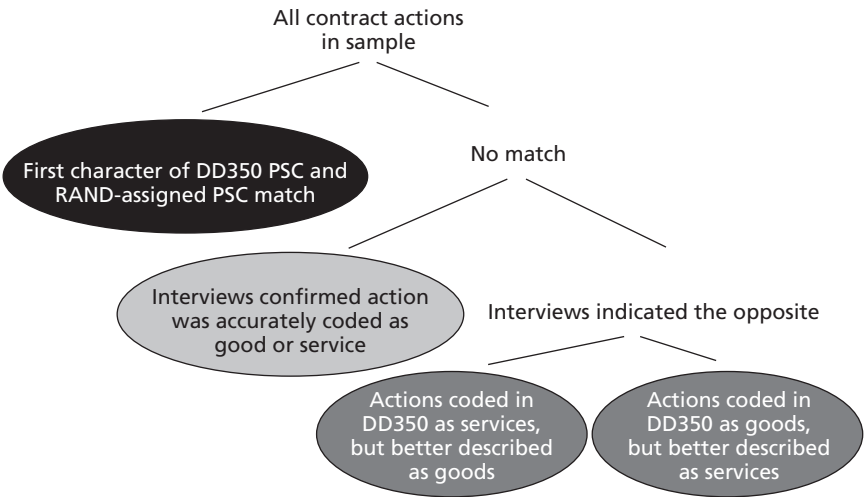 All contract actions
in sample
First character of DD350 PSC and
RAND-assigned PSC match
No match
Interviews confirmed action
was accurately coded as
good or service
Interviews indicated the opposite
Actions coded in
DD350 as services,
but better described
as goods
Actions coded in
DD350 as goods,
but better described
as services